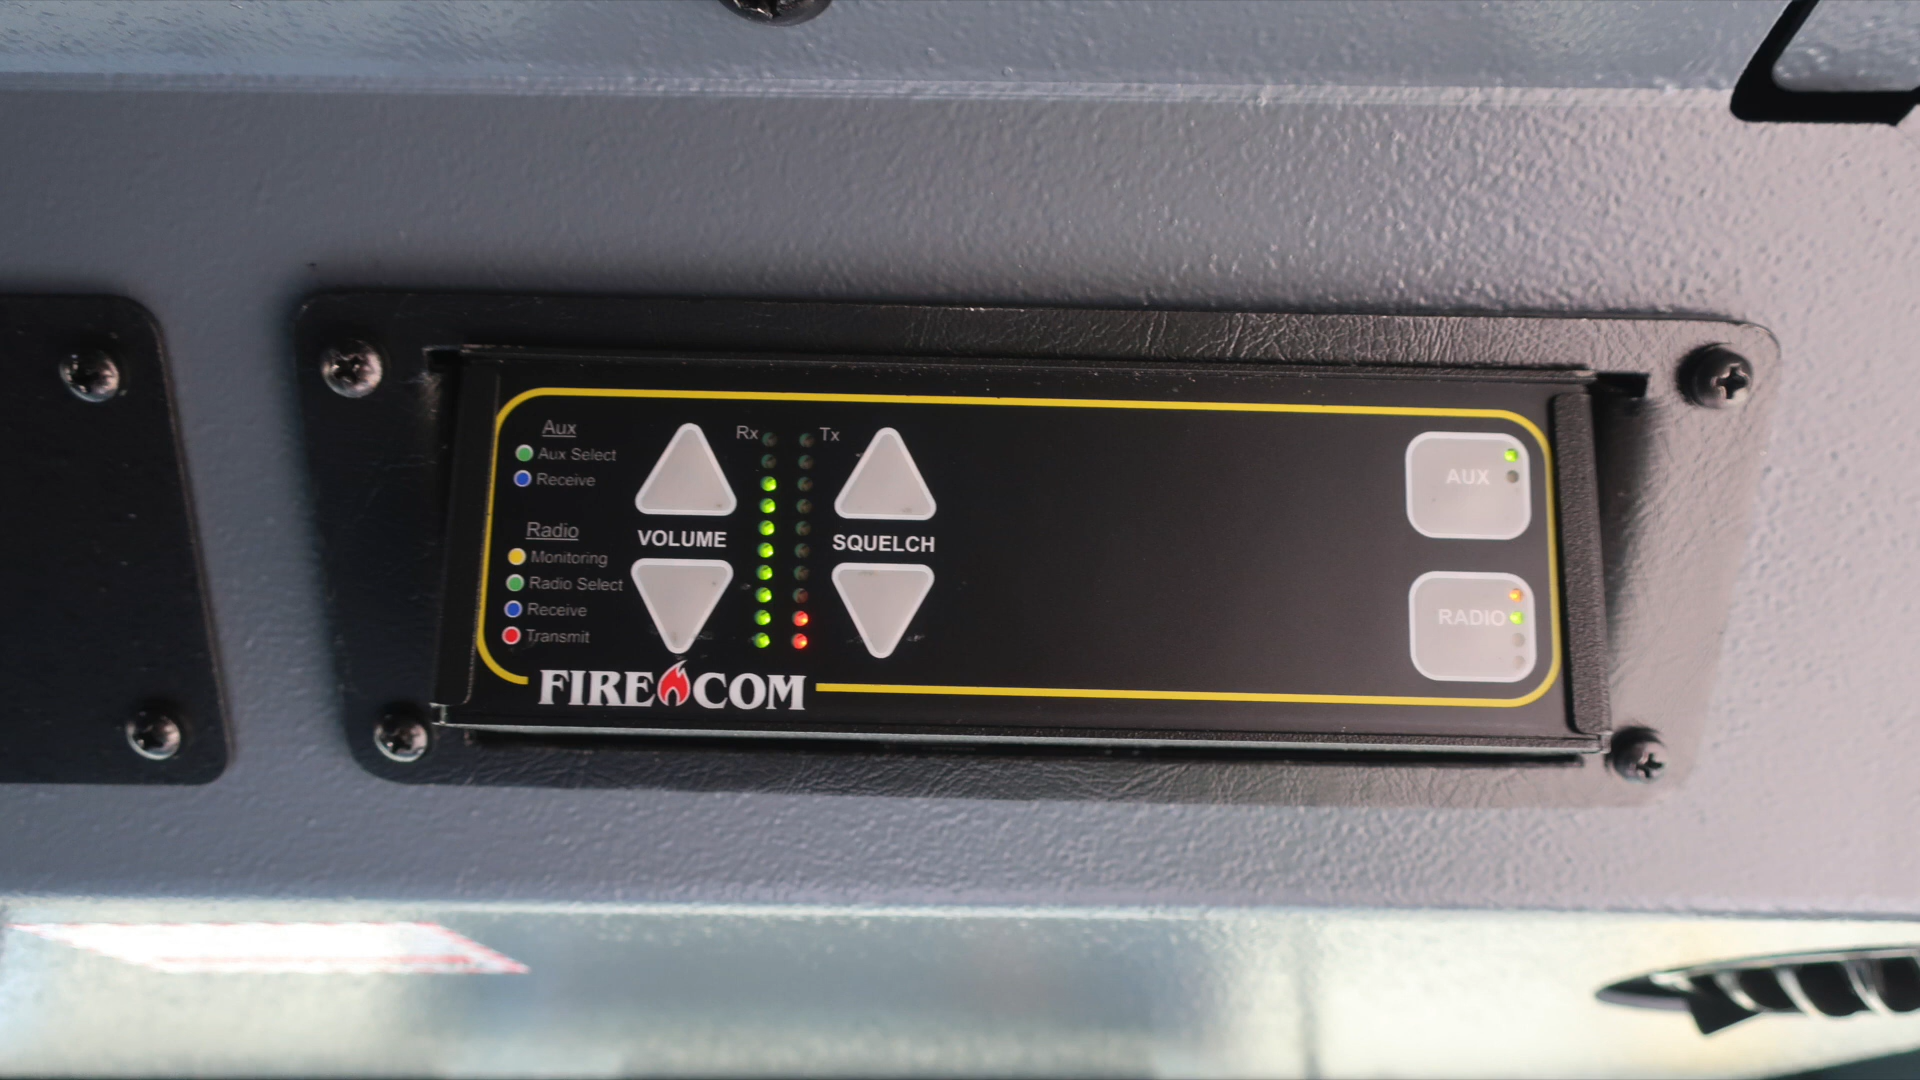 Aux
Aux Select
Receive
Radio
Monitoring
Radio Select
Receive
Transmit
VOLUME
Rx
Tx
SQUELCH
AUX
RADIO
FIRECOM